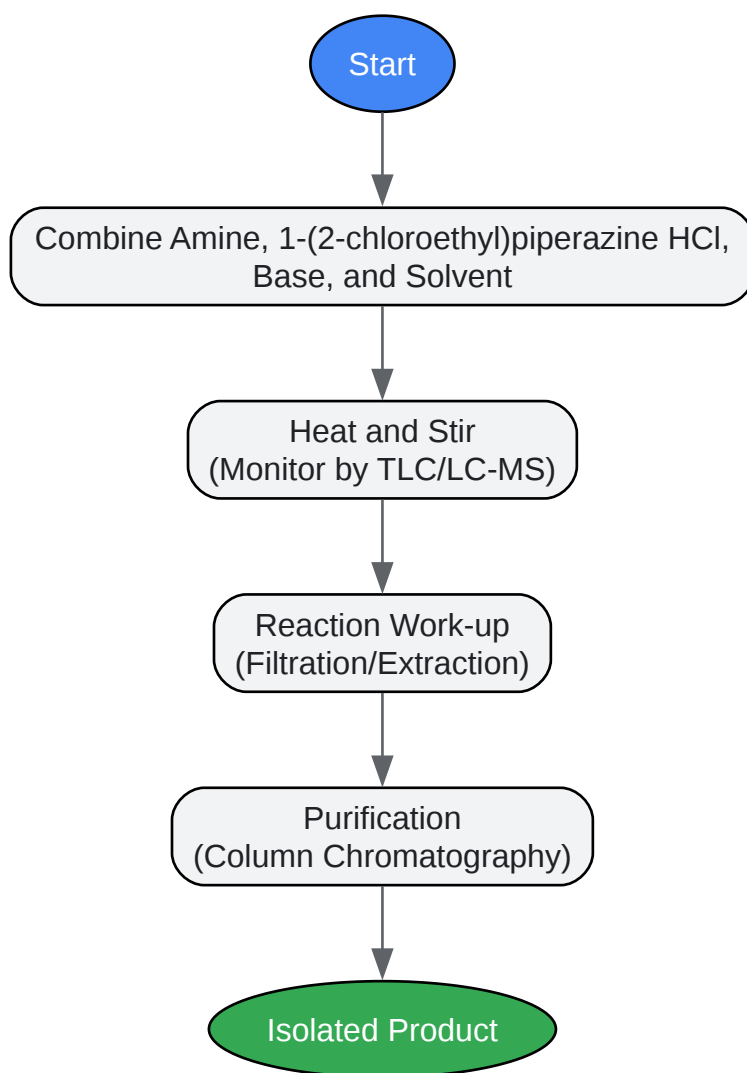 Start
Combine Amine, 1-(2-chloroethyl)piperazine HCl,
Base, and Solvent
Heat and Stir
(Monitor by TLC/LC-MS)
Reaction Work-up
(Filtration/Extraction)
Purification
(Column Chromatography)
Isolated Product